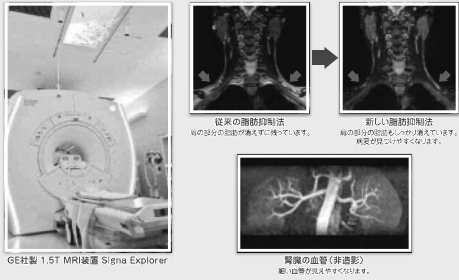 従来の脂肪抑制法
肩の部分の脂肪が消えずに残っています。
新しい脂肪抑制法
肩の部分の脂肪もしっかり消えています。
病変が見つけやすくなります。
GE社製 1.5T MRI装置 Signa Explorer
腎臓の血管(非造影)
細い血管が見えやすくなります。